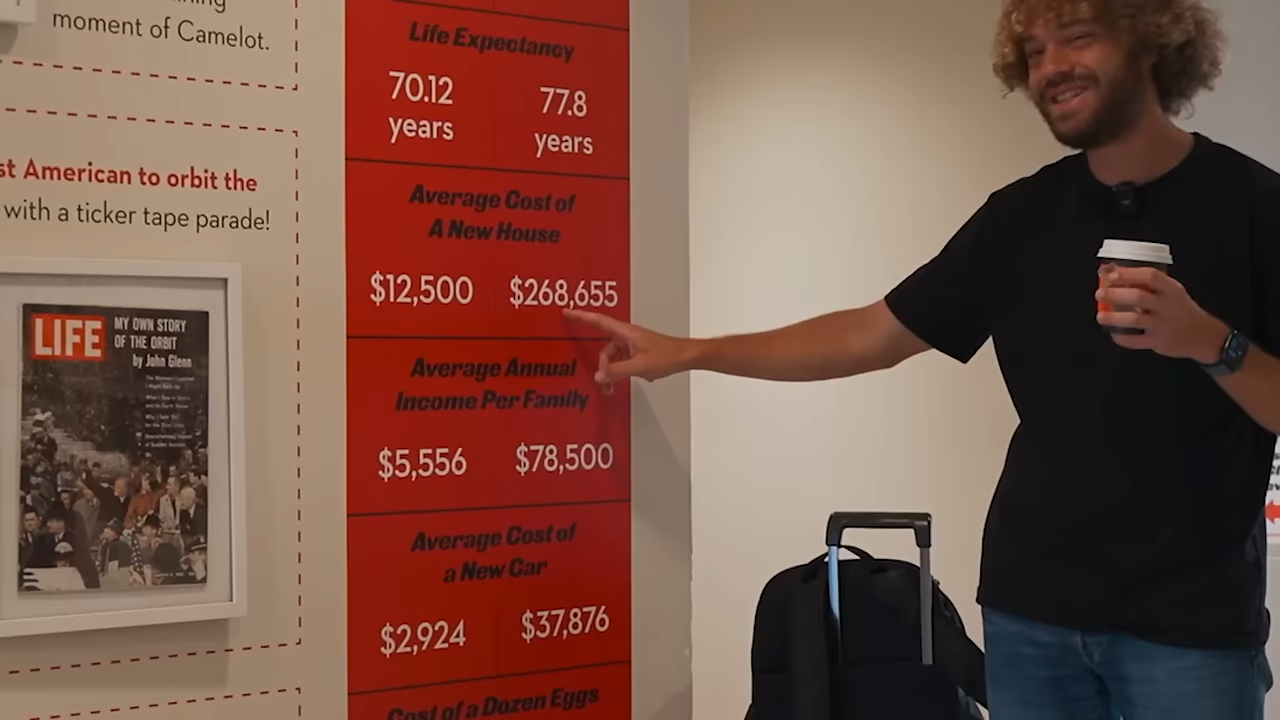 moment of Camelot.
st American to orbit the
with a ticker tape parade!
LIFE
MY OWN STORY
OF THE ORBIT
by John Glenn
Life Expectancy
70.12 77.8
years years
Average Cost of
A New House
$12,500 $268,655
Average Annual
Income Per Family
$5,556 $78,500
Average Cost of
a New Car
$2,924 $37,876
Cost of a Dozen Eggs